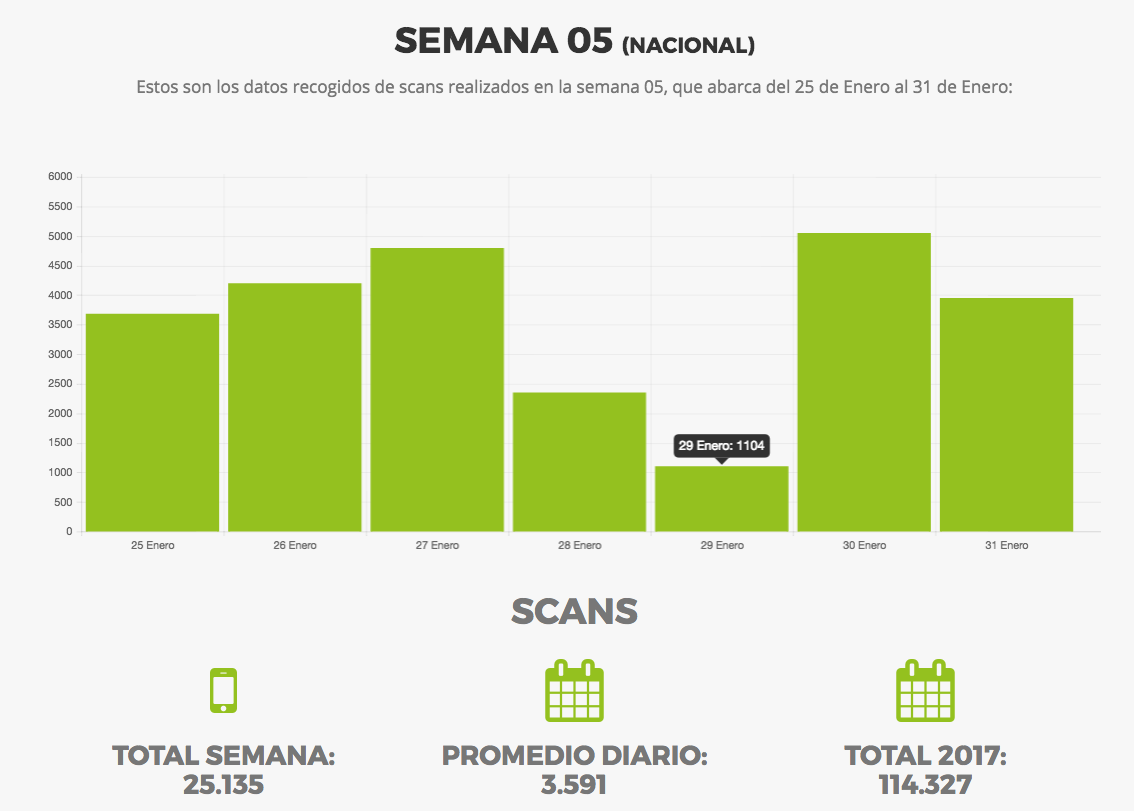 SEMANA 05 (NACIONAL)
Estos son los datos recogidos de scans realizados en la semana 05, que abarca del 25 de Enero al 31 de Enero:
6000
5500
5000
4500
4000
3500
3000
2500
2000
1500
1000
500
0
29 Enero: 1104
25 Enero
26 Enero
27 Enero
28 Enero
29 Enero
30 Enero
31 Enero
SCANS
TOTAL SEMANA:
25.135
PROMEDIO DIARIO:
3.591
TOTAL 2017:
114.327